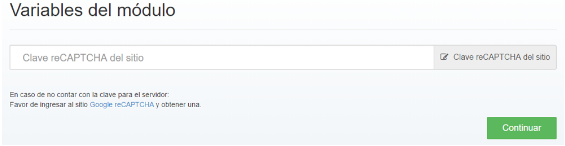 Variables del módulo
Clave reCAPTCHA del sitio Clave reCAPTCHA del sitio
En caso de no contar con la clave para el servidor:
Favor de ingresar al sitio Google reCAPTCHA y obtener una.
Continuar